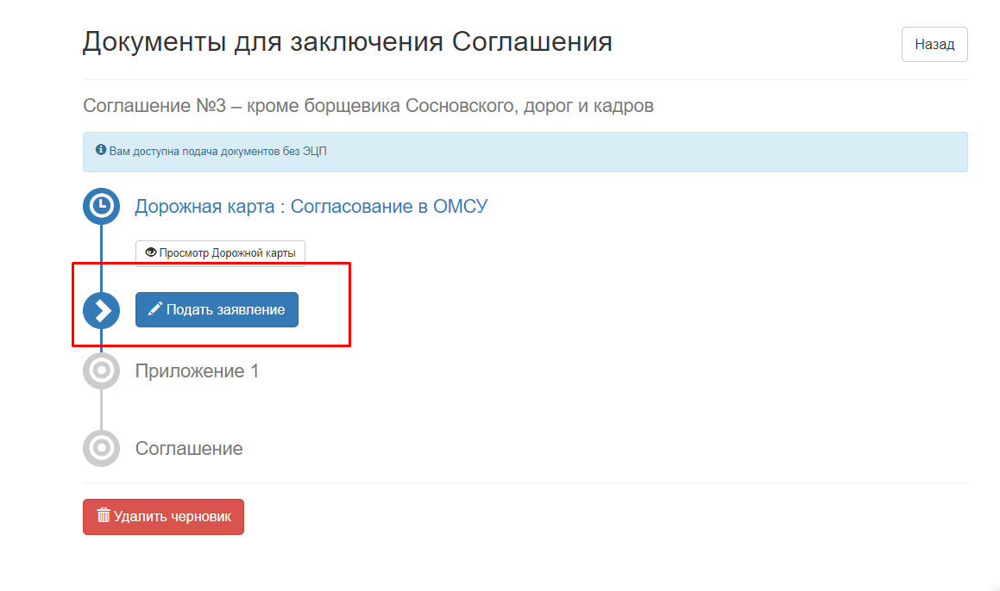 Документы для заключения Соглашения
Назад
Соглашение №3 – кроме борщевика Сосновского, дорог и кадров
Вам доступна подача документов без ЭЦП
Дорожная карта : Согласование в ОМСУ
Просмотр Дорожной карты
Подать заявление
Приложение 1
Соглашение
Удалить черновик